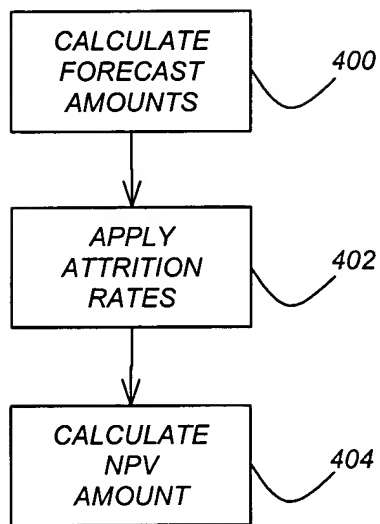 CALCULATE
FORECAST
AMOUNTS
400
APPLY
ATTRITION
RATES
402
CALCULATE
NPV
AMOUNT
404